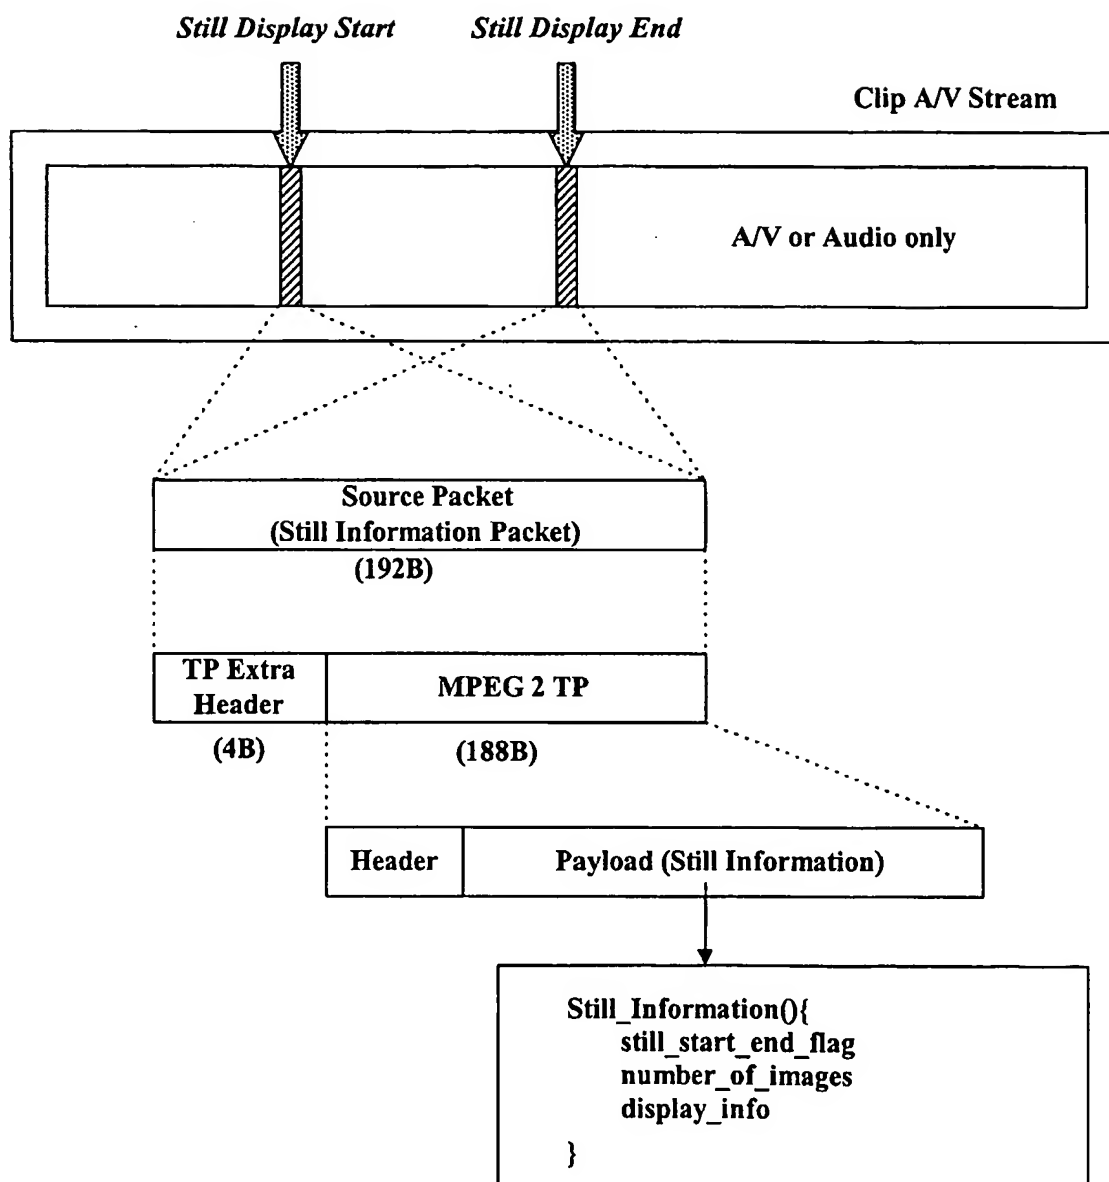 Still Display Start
Still Display End
Clip A/V Stream
A/V or Audio only
Source Packet
(Still Information Packet)
(192B)
TP Extra
Header
MPEG 2 TP
(4B)
(188B)
Header
Payload (Still Information)
Still_Information(){
still_start_end_flag
number_of_images
display_info
}